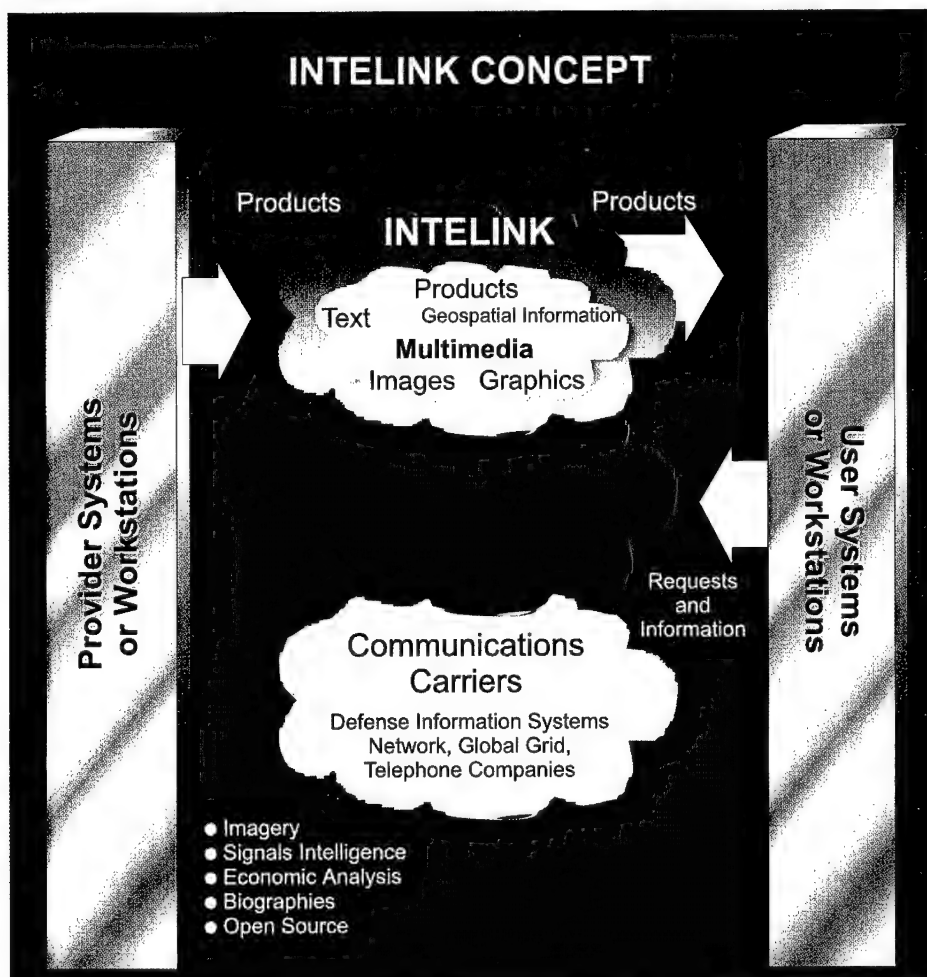 INTELINK CONCEPT
Products
Products
INTELINK
Products
Text
Geospatial Information
Multimedia
Images Graphics
Provider Systems
or Workstations
User Systems
or Workstations
Requests
and
Information
Communications
Carriers
Defense Information Systems
Network, Global Grid,
Telephone Companies
● Imagery
● Signals Intelligence
● Economic Analysis
● Biographies
● Open Source